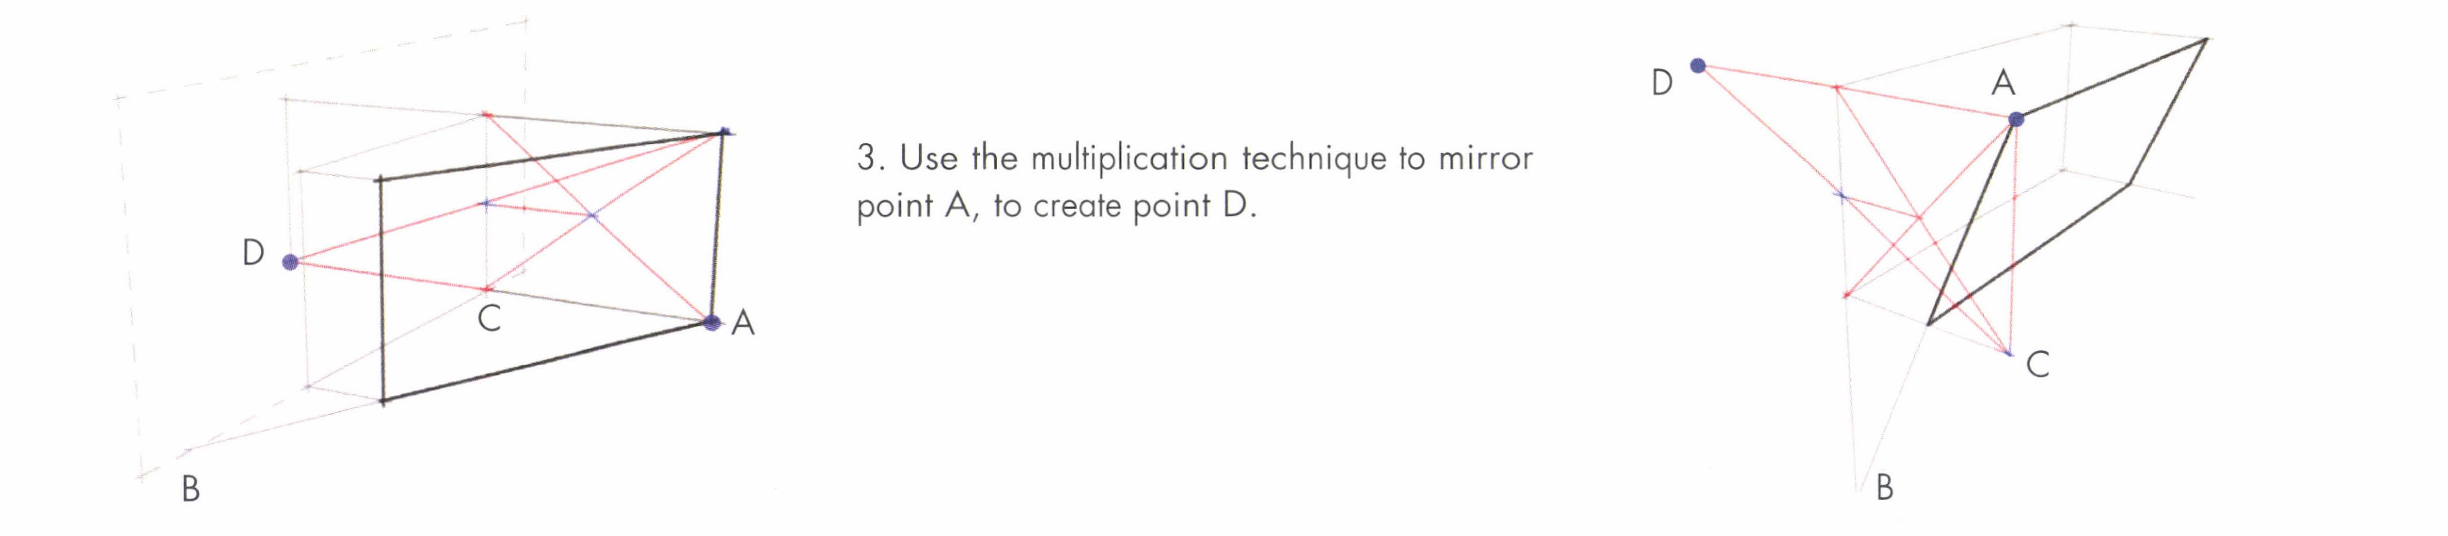 D
C
A
B
3. Use the multiplication technique to mirror
point A, to create point D.
D
A
C
B